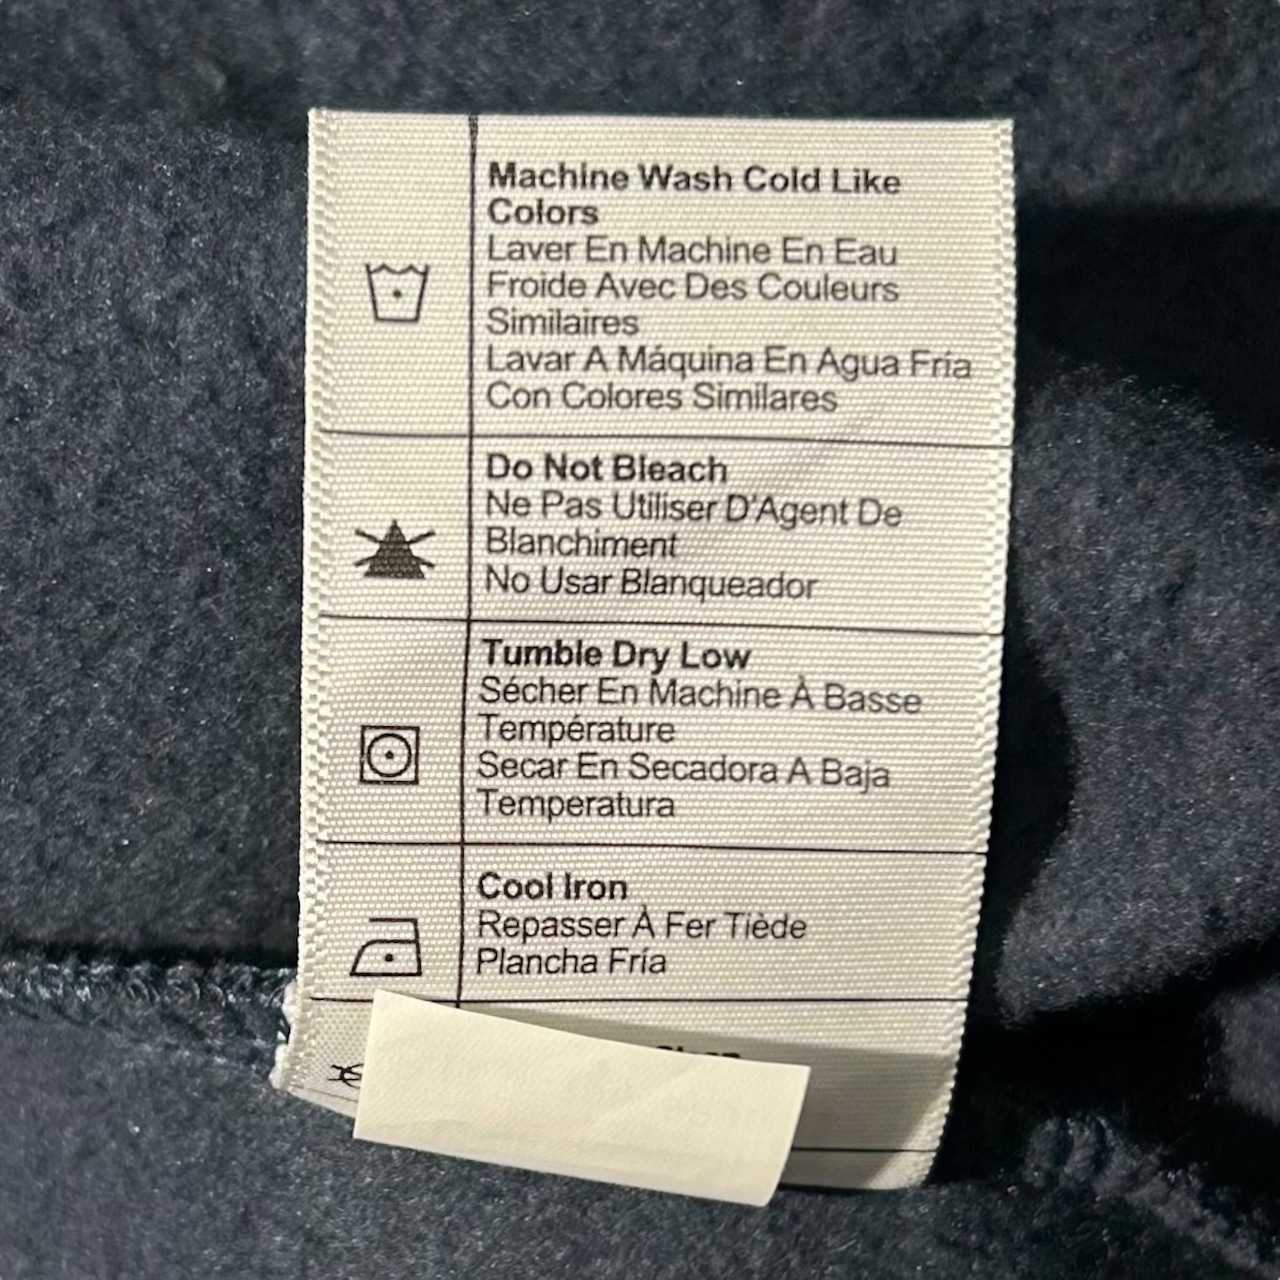 Machine Wash Cold Like
Colors
Laver En Machine En Eau
Froide Avec Des Couleurs
Similaires
Lavar A Máquina En Agua Fría
Con Colores Similares
Do Not Bleach
Ne Pas Utiliser D'Agent De
Blanchiment
No Usar Blanqueador
Tumble Dry Low
Sécher En Machine À Basse
Température
Secar En Secadora A Baja
Temperatura
Cool Iron
Repasser À Fer Tiède
Plancha Fría